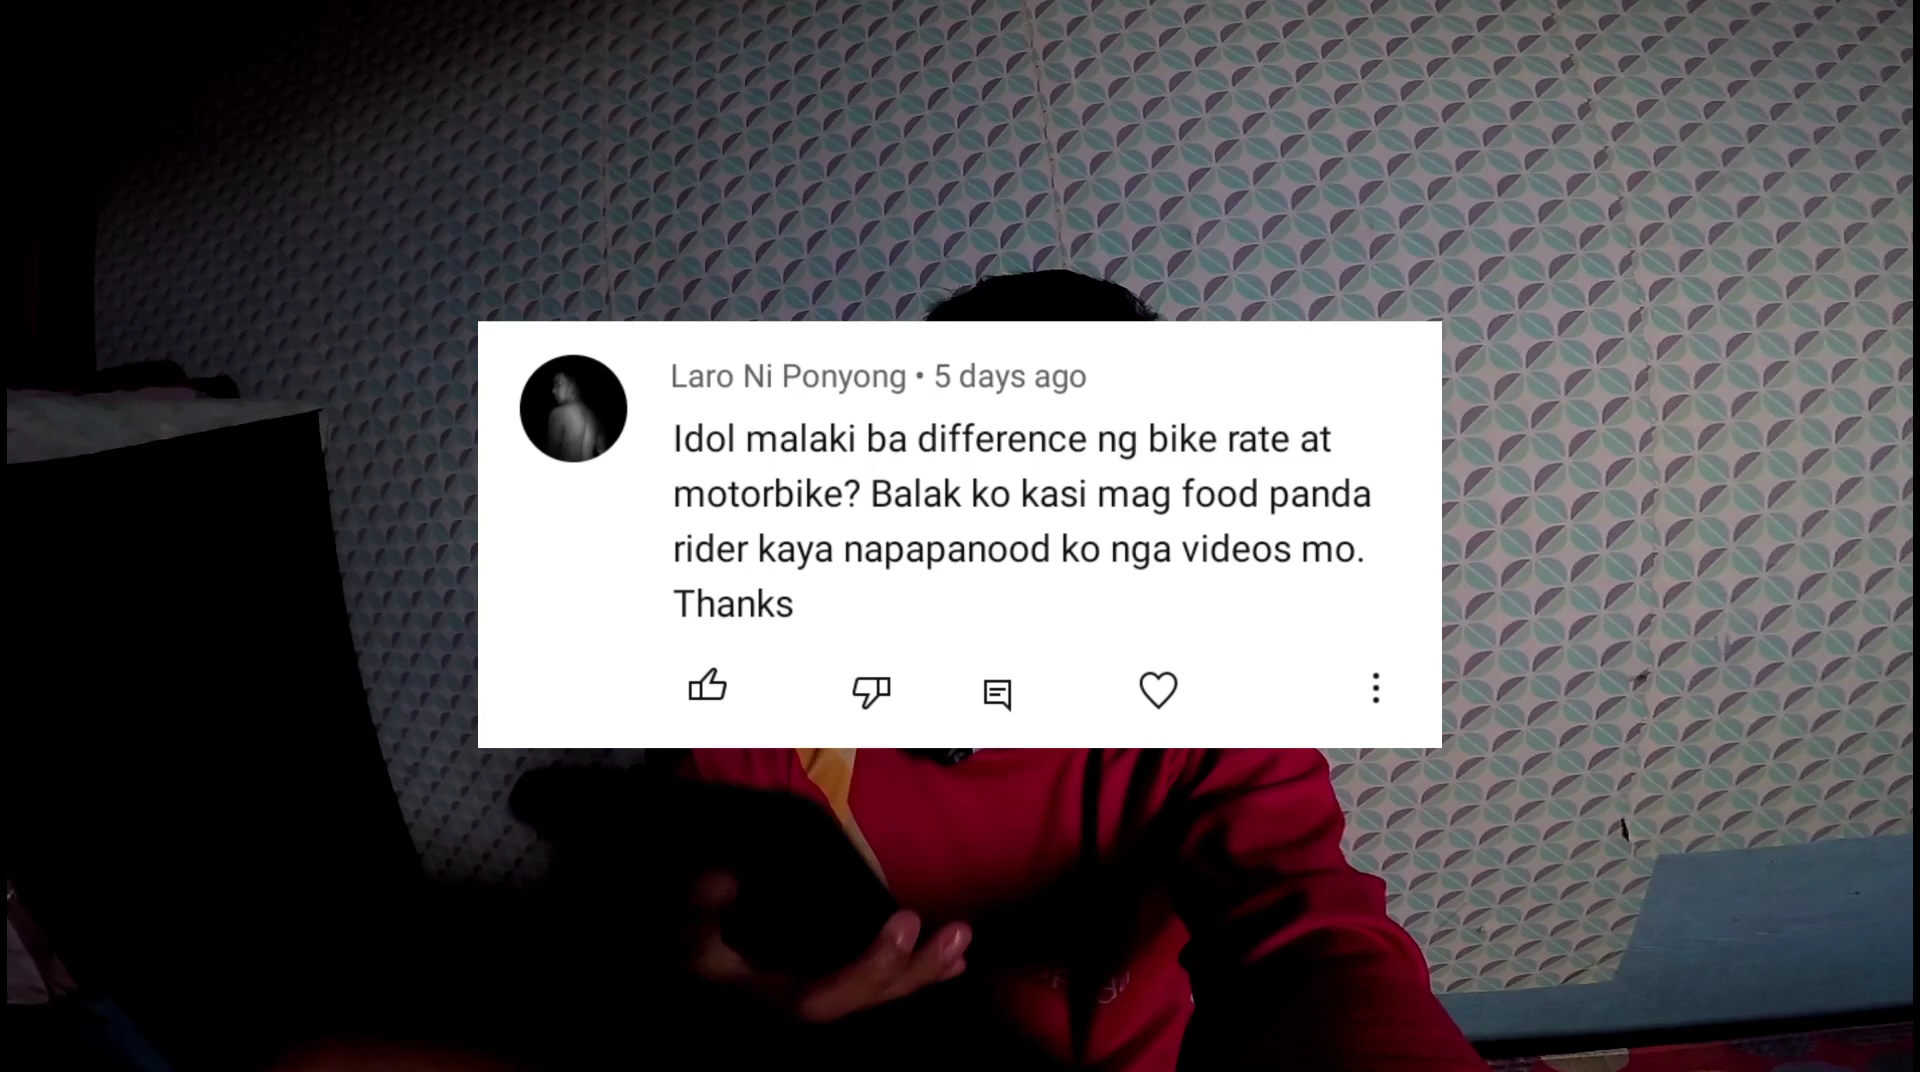 Laro Ni Ponyong • 5 days ago
Idol malaki ba difference ng bike rate at
motorbike? Balak ko kasi mag food panda
rider kaya napapanood ko nga videos mo.
Thanks